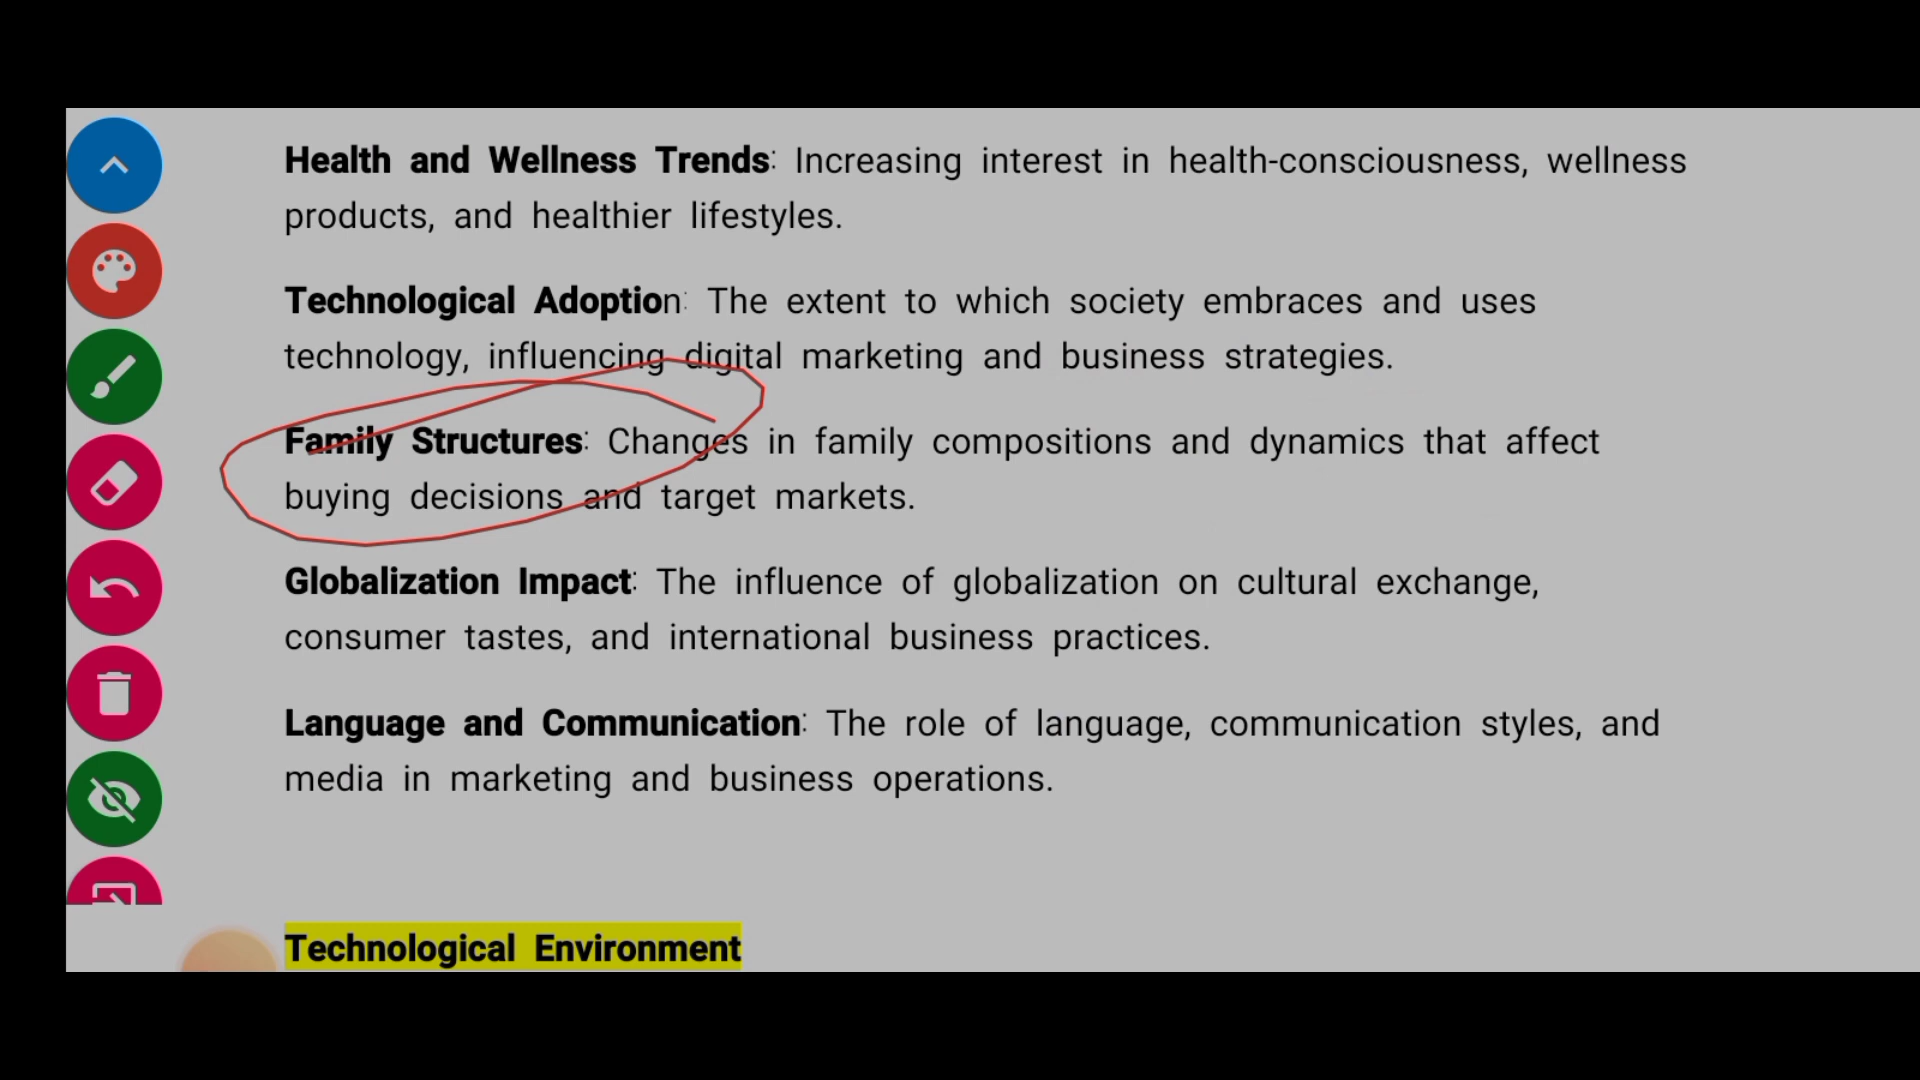 Health and Wellness Trends: Increasing interest in health-consciousness, wellness
products, and healthier lifestyles.
Technological Adoption: The extent to which society embraces and uses
technology, influencing digital marketing and business strategies.
Family Structures: Changes in family compositions and dynamics that affect
buying decisions and target markets.
Globalization Impact: The influence of globalization on cultural exchange,
consumer tastes, and international business practices.
Language and Communication: The role of language, communication styles, and
media in marketing and business operations.
Technological Environment